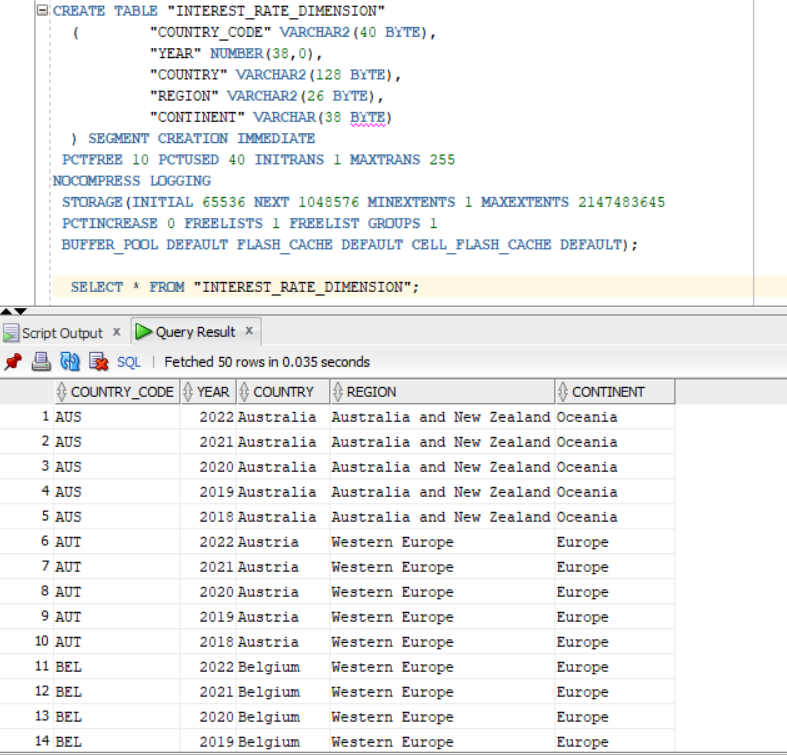 CREATE TABLE "INTEREST_RATE_DIMENSION"
( "COUNTRY_CODE" VARCHAR2(40 BYTE),
"YEAR" NUMBER(38,0),
"COUNTRY" VARCHAR2(128 BYTE),
"REGION" VARCHAR2(26 BYTE),
"CONTINENT" VARCHAR(38 BYTE)
) SEGMENT CREATION IMMEDIATE
PCTFREE 10 PCTUSED 40 INITRANS 1 MAXTRANS 255
NOCOMPRESS LOGGING
STORAGE(INITIAL 65536 NEXT 1048576 MINEXTENTS 1 MAXEXTENTS 2147483645
PCTINCREASE 0 FREELISTS 1 FREELIST GROUPS 1
BUFFER_POOL DEFAULT FLASH_CACHE DEFAULT CELL_FLASH_CACHE DEFAULT);
SELECT * FROM "INTEREST_RATE_DIMENSION";
Script Output x Query Result x
SQL | Fetched 50 rows in 0.035 seconds
COUNTRY_CODE YEAR COUNTRY REGION CONTINENT
1 AUS 2022 Australia Australia and New Zealand Oceania
2 AUS 2021 Australia Australia and New Zealand Oceania
3 AUS 2020 Australia Australia and New Zealand Oceania
4 AUS 2019 Australia Australia and New Zealand Oceania
5 AUS 2018 Australia Australia and New Zealand Oceania
6 AUT 2022 Austria Western Europe Europe
7 AUT 2021 Austria Western Europe Europe
8 AUT 2020 Austria Western Europe Europe
9 AUT 2019 Austria Western Europe Europe
10 AUT 2018 Austria Western Europe Europe
11 BEL 2022 Belgium Western Europe Europe
12 BEL 2021 Belgium Western Europe Europe
13 BEL 2020 Belgium Western Europe Europe
14 BEL 2019 Belgium Western Europe Europe